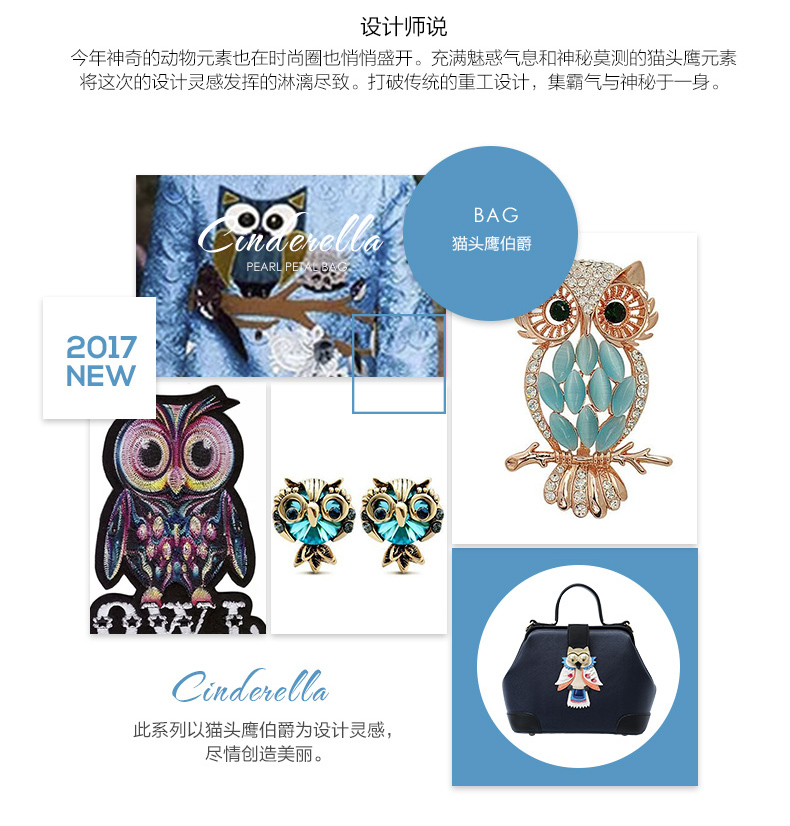 设计师说
今年神奇的动物元素也在时尚圈也悄悄盛开。充满魅惑气息和神秘莫测的猫头鹰元素
将这次的设计灵感发挥的淋漓尽致。打破传统的重工设计，集霸气与神秘于一身。
BAG
猫头鹰伯爵
Cinderella
PEARL PETAL BAG
2017
NEW
OWL
Cinderella
此系列以猫头鹰伯爵为设计灵感，
尽情创造美丽。